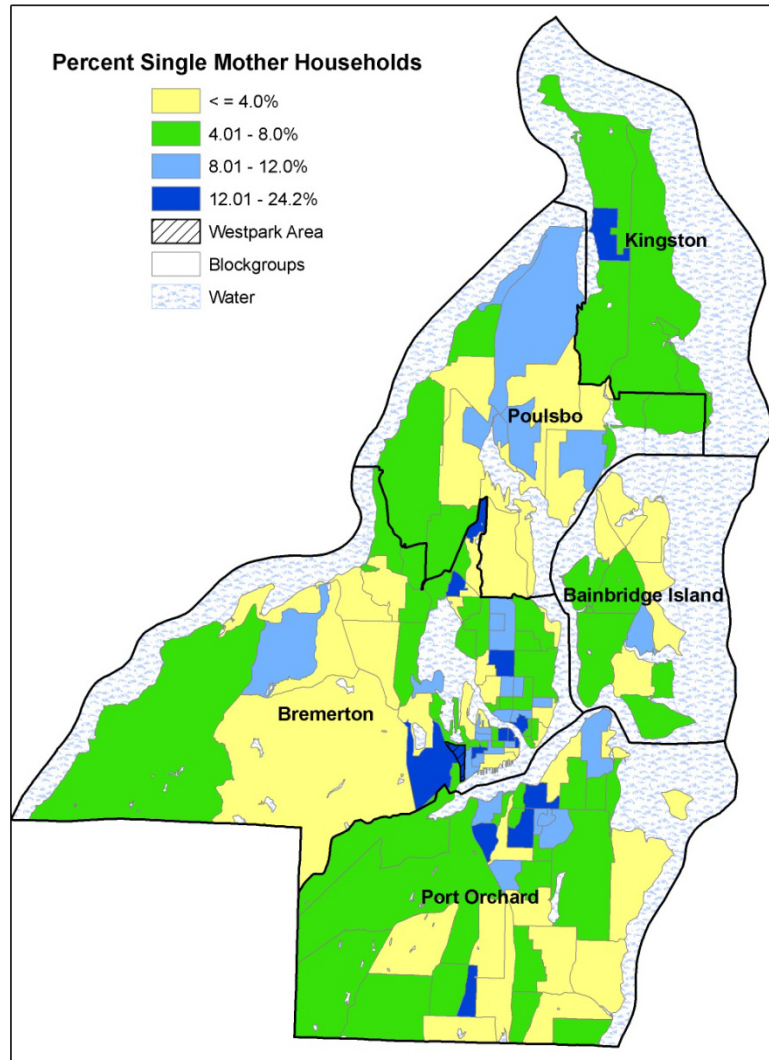 Percent Single Mother Households
< = 4.0%
4.01 - 8.0%
8.01 - 12.0%
12.01 - 24.2%
Westpark Area
Blockgroups
Water
Kingston
Poulsbo
Bainbridge Island
Bremerton
Port Orchard